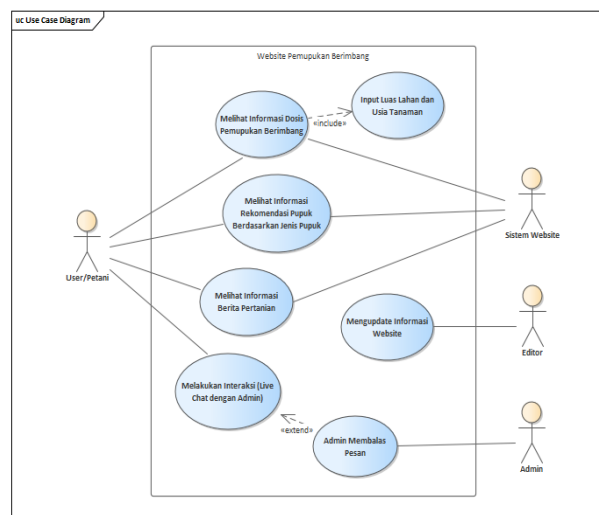 uc Use Case Diagram
Website Pemupukan Berimbang
Melihat Informasi Dosis
Pemupukan Berimbang
«include»
Input Luas Lahan dan
Usia Tanaman
Melihat Informasi
Rekomendasi Pupuk
Berdasarkan Jenis Pupuk
Sistem Website
User/Petani
Melihat Informasi
Berita Pertanian
Mengupdate Informasi
Website
Editor
Melakukan Interaksi (Live
Chat dengan Admin)
«extend»
Admin Membalas
Pesan
Admin